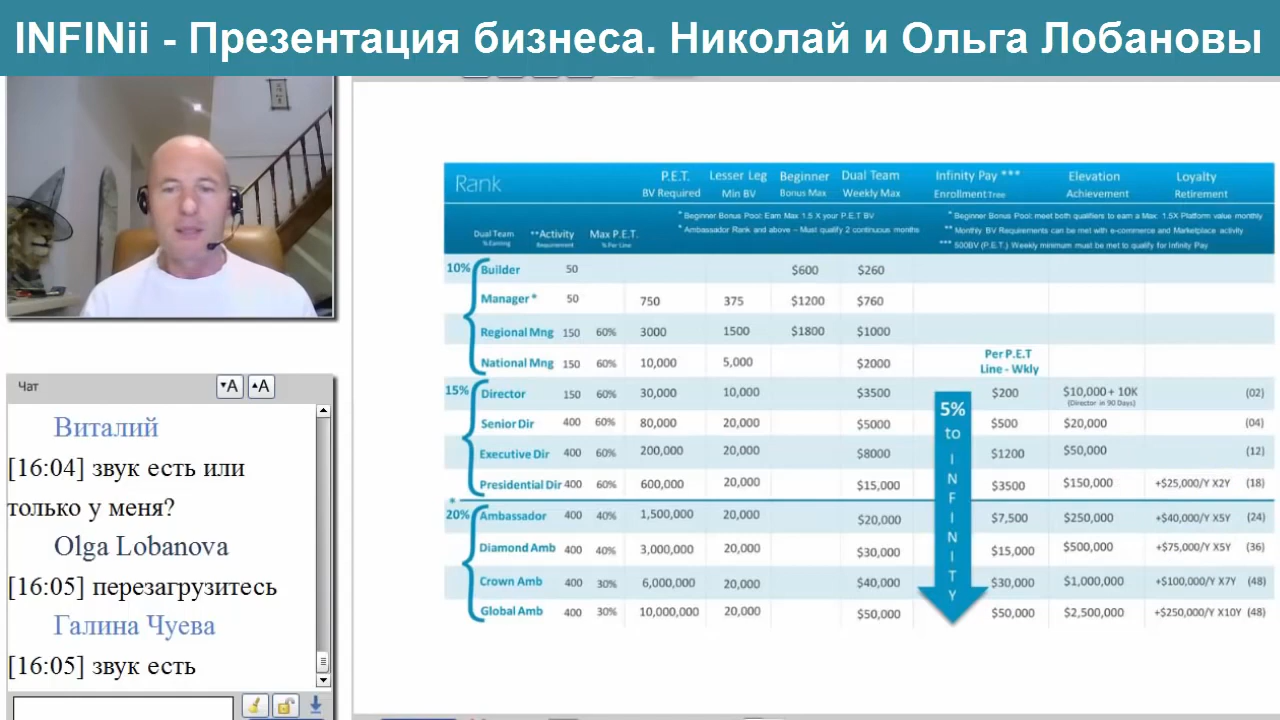 INFINii - Презентация бизнеса. Николай и Ольга Лобановы
Чат
▾A ▴A
Виталий
[16:04] звук есть или
только у меня?
Olga Lobanova
[16:05] перезагрузитесь
Галина Чуева
[16:05] звук есть
Rank P.E.T. Lesser Leg Beginner Dual Team Infinity Pay *** Elevation Loyalty
BV Required Min BV Bonus Max Weekly Max Enrollment Tree Achievement Retirement
* Beginner Bonus Pool: Earn Max 1.5 X your P.E.T BV
* Ambassador Rank and above – Must qualify 2 continuous months
* Beginner Bonus Pool: meet both qualifiers to earn a Max: 1.5X Platform value monthly
** Monthly BV Requirements can be met with e-commerce and Marketplace activity
*** 500BV (P.E.T.) Weekly minimum must be met to qualify for Infinity Pay
Dual Team **Activity Max P.E.T.
% Earning Requirement % Per Line
10% Builder 50 $600 $260
Manager * 50 750 375 $1200 $760
Regional Mng 150 60% 3000 1500 $1800 $1000
National Mng 150 60% 10,000 5,000 $2000 Per P.E.T
Line - Wkly
15% Director 150 60% 30,000 10,000 $3500 $200 $10,000 + 10K (02)
(Director in 90 Days)
Senior Dir 400 60% 80,000 20,000 $5000 $500 $20,000 (04)
Executive Dir 400 60% 200,000 20,000 $8000 $1200 $50,000 (12)
Presidential Dir 400 60% 600,000 20,000 $15,000 $3500 $150,000 +$25,000/Y X2Y (18)
*
20% Ambassador 400 40% 1,500,000 20,000 $20,000 $7,500 $250,000 +$40,000/Y X5Y (24)
Diamond Amb 400 40% 3,000,000 20,000 $30,000 $15,000 $500,000 +$75,000/Y X5Y (36)
Crown Amb 400 30% 6,000,000 20,000 $40,000 $30,000 $1,000,000 +$100,000/Y X7Y (48)
Global Amb 400 30% 10,000,000 20,000 $50,000 $50,000 $2,500,000 +$250,000/Y X10Y (48)
5%
to
I
N
F
I
N
I
T
Y